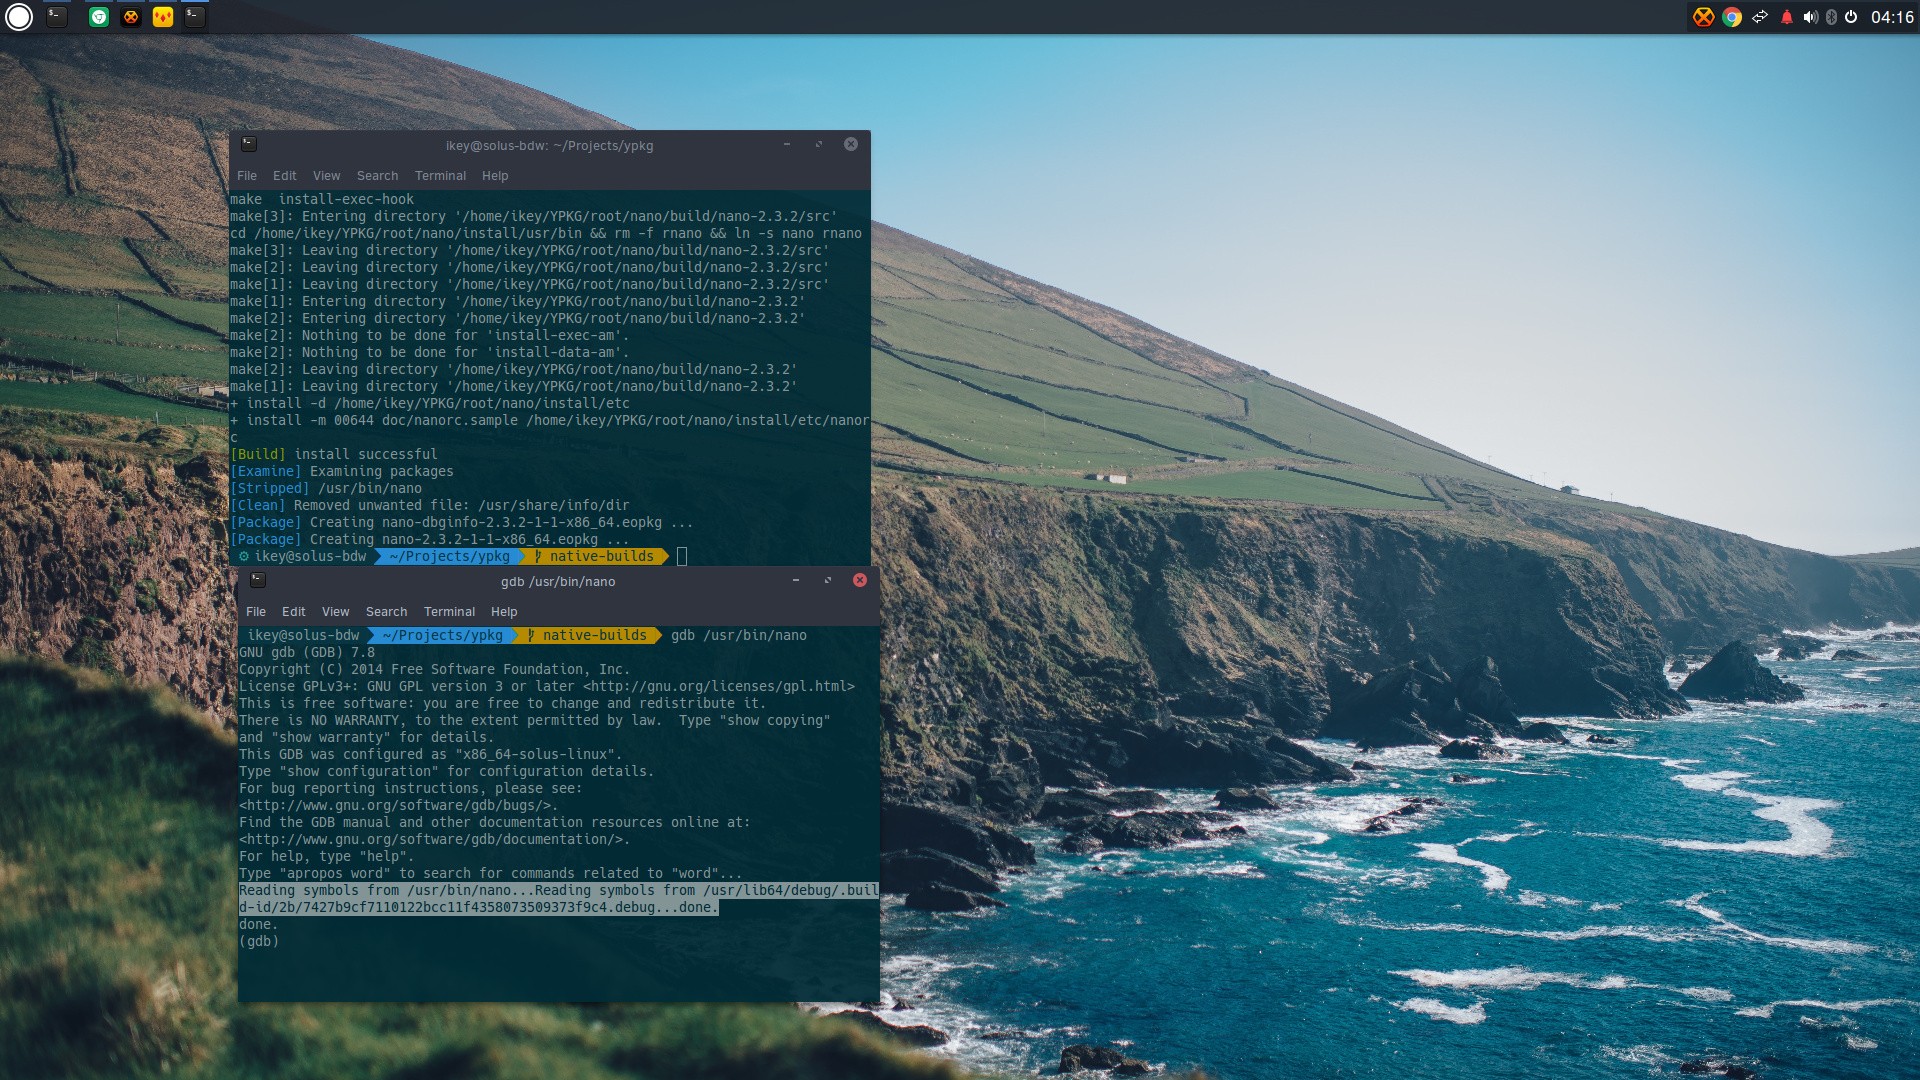 04:16
ikey@solus-bdw: ~/Projects/ypkg
File Edit View Search Terminal Help
make  install-exec-hook
make[3]: Entering directory '/home/ikey/YPKG/root/nano/build/nano-2.3.2/src'
cd /home/ikey/YPKG/root/nano/install/usr/bin && rm -f rnano && ln -s nano rnano
make[3]: Leaving directory '/home/ikey/YPKG/root/nano/build/nano-2.3.2/src'
make[2]: Leaving directory '/home/ikey/YPKG/root/nano/build/nano-2.3.2/src'
make[1]: Leaving directory '/home/ikey/YPKG/root/nano/build/nano-2.3.2/src'
make[1]: Entering directory '/home/ikey/YPKG/root/nano/build/nano-2.3.2'
make[2]: Entering directory '/home/ikey/YPKG/root/nano/build/nano-2.3.2'
make[2]: Nothing to be done for 'install-exec-am'.
make[2]: Nothing to be done for 'install-data-am'.
make[2]: Leaving directory '/home/ikey/YPKG/root/nano/build/nano-2.3.2'
make[1]: Leaving directory '/home/ikey/YPKG/root/nano/build/nano-2.3.2'
+ install -d /home/ikey/YPKG/root/nano/install/etc
+ install -m 00644 doc/nanorc.sample /home/ikey/YPKG/root/nano/install/etc/nanor
c
[Build] install successful
[Examine] Examining packages
[Stripped] /usr/bin/nano
[Clean] Removed unwanted file: /usr/share/info/dir
[Package] Creating nano-dbginfo-2.3.2-1-1-x86_64.eopkg ...
[Package] Creating nano-2.3.2-1-1-x86_64.eopkg ...
ikey@solus-bdw ~/Projects/ypkg native-builds
gdb /usr/bin/nano
File Edit View Search Terminal Help
ikey@solus-bdw ~/Projects/ypkg native-builds gdb /usr/bin/nano
GNU gdb (GDB) 7.8
Copyright (C) 2014 Free Software Foundation, Inc.
License GPLv3+: GNU GPL version 3 or later <http://gnu.org/licenses/gpl.html>
This is free software: you are free to change and redistribute it.
There is NO WARRANTY, to the extent permitted by law.  Type "show copying"
and "show warranty" for details.
This GDB was configured as "x86_64-solus-linux".
Type "show configuration" for configuration details.
For bug reporting instructions, please see:
<http://www.gnu.org/software/gdb/bugs/>.
Find the GDB manual and other documentation resources online at:
<http://www.gnu.org/software/gdb/documentation/>.
For help, type "help".
Type "apropos word" to search for commands related to "word"...
Reading symbols from /usr/bin/nano...Reading symbols from /usr/lib64/debug/.buil
d-id/2b/7427b9cf7110122bcc11f4358073509373f9c4.debug...done.
done.
(gdb)